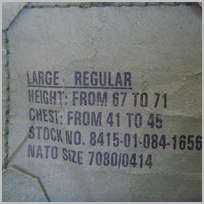 LARGE - REGULAR
HEIGHT: FROM 67 TO 71
CHEST: FROM 41 TO 45
STOCK NO. 8415-01-084-1656
NATO SIZE 7080/0414